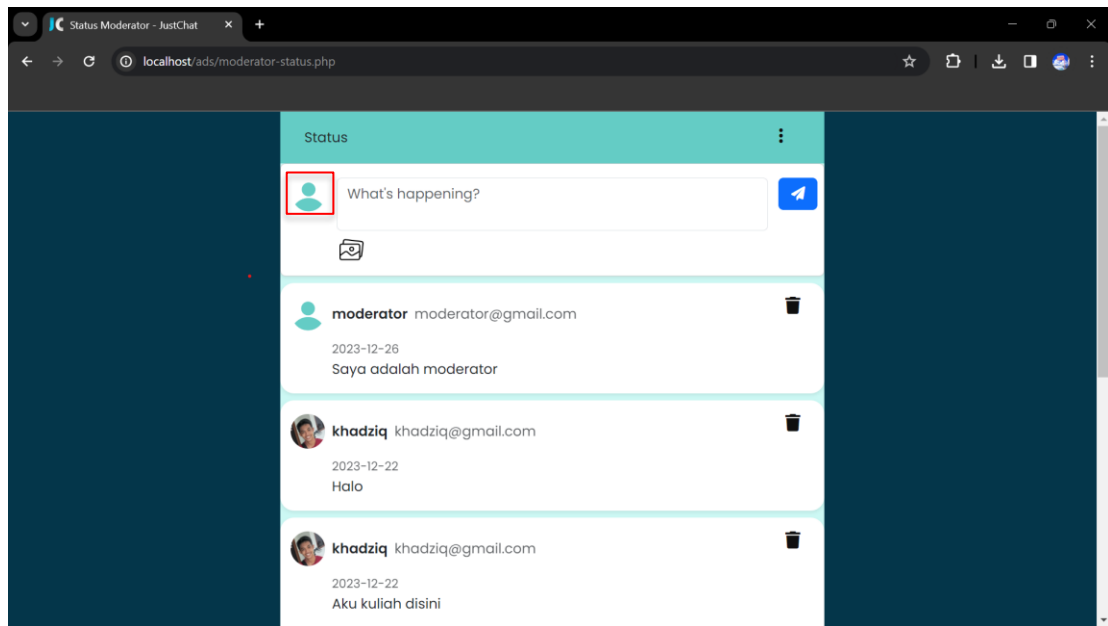 Status Moderator - JustChat
localhost/ads/moderator-status.php
Status
What's happening?
moderator moderator@gmail.com
2023-12-26
Saya adalah moderator
khadziq khadziq@gmail.com
2023-12-22
Halo
khadziq khadziq@gmail.com
2023-12-22
Aku kuliah disini